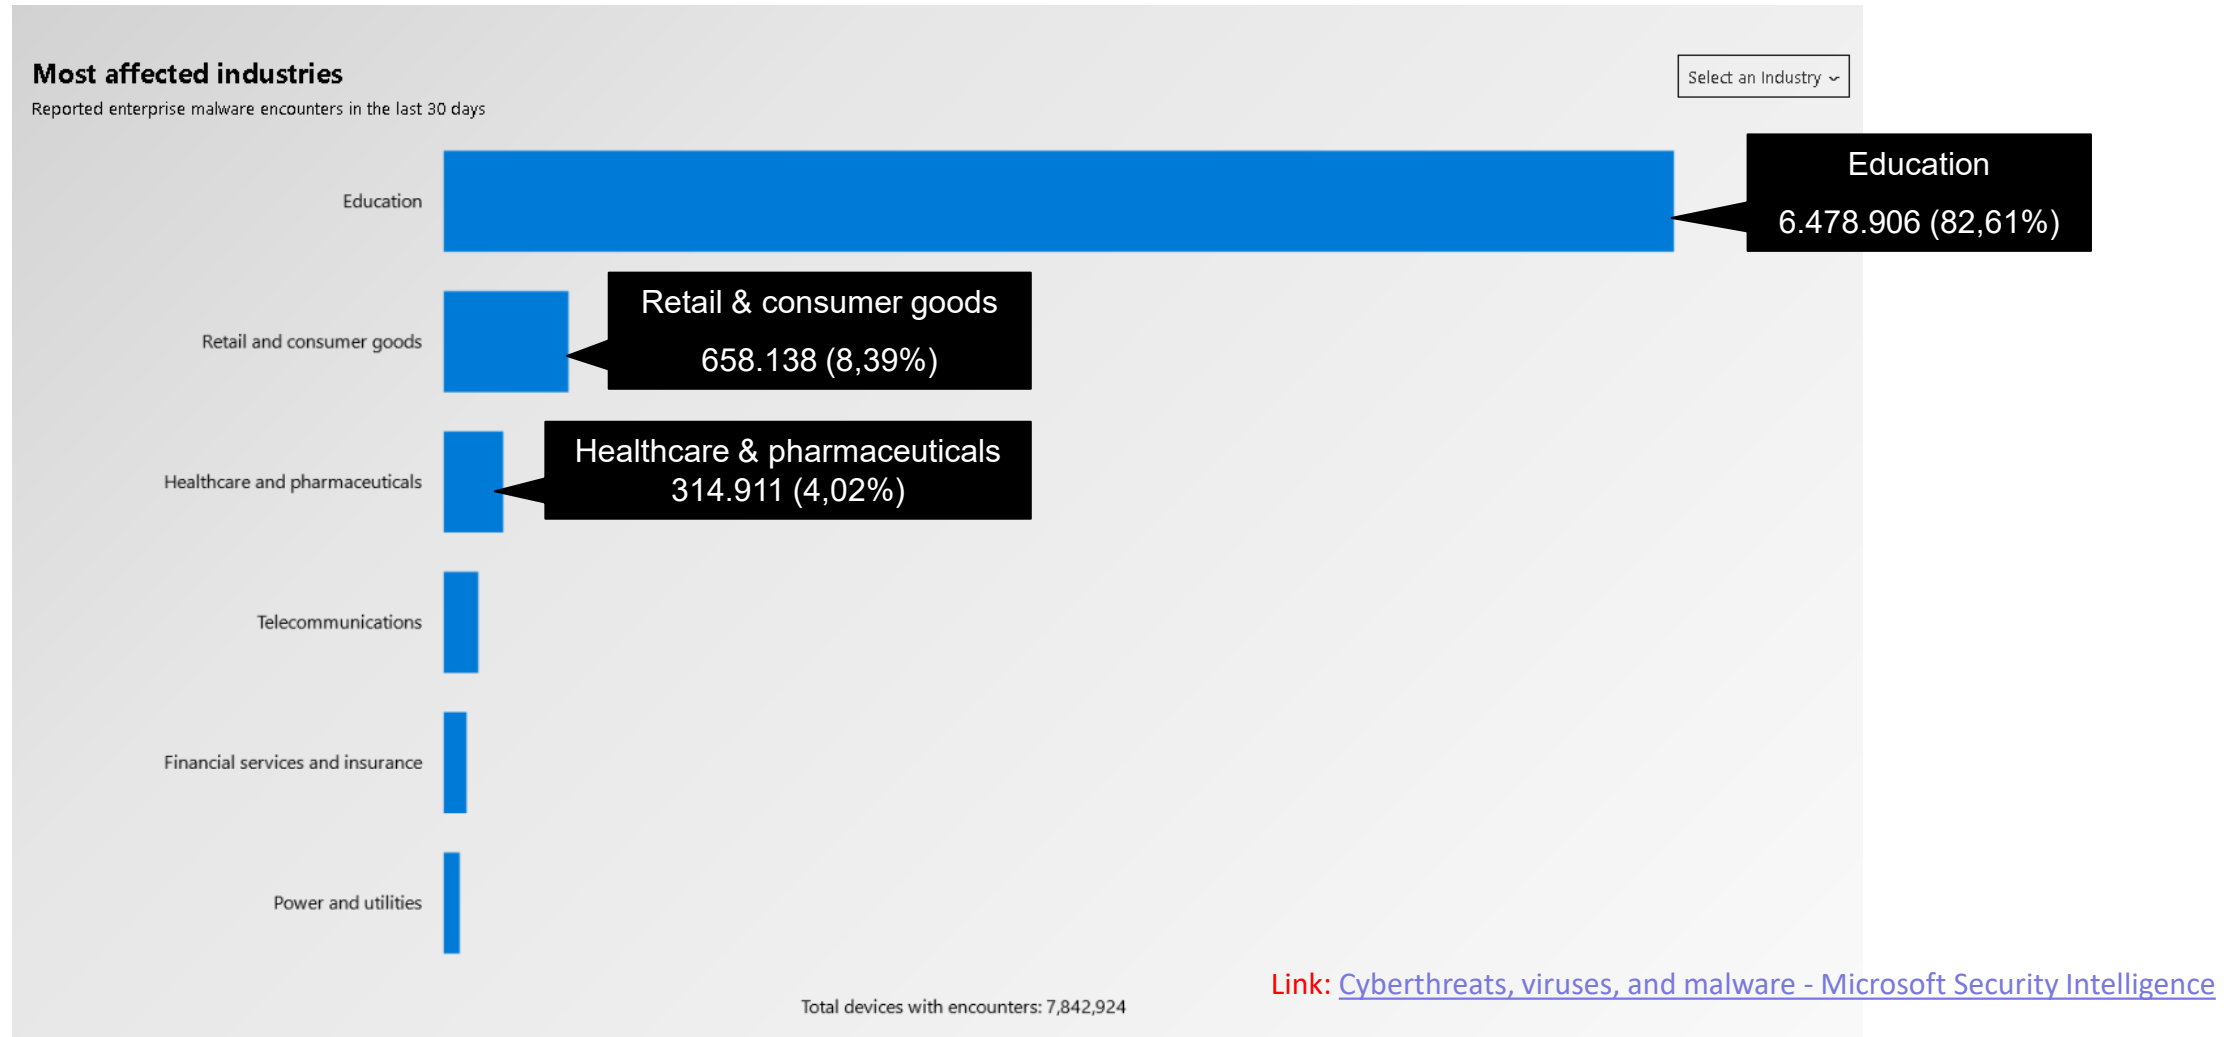 Most affected industries
Select an Industry
Reported enterprise malware encounters in the last 30 days
Education
Education
6.478.906 (82,61%)
Retail and consumer goods
Retail & consumer goods
658.138 (8,39%)
Healthcare and pharmaceuticals
Healthcare & pharmaceuticals
314.911 (4,02%)
Telecommunications
Financial services and insurance
Power and utilities
Link: Cyberthreats, viruses, and malware - Microsoft Security Intelligence
Total devices with encounters: 7,842,924